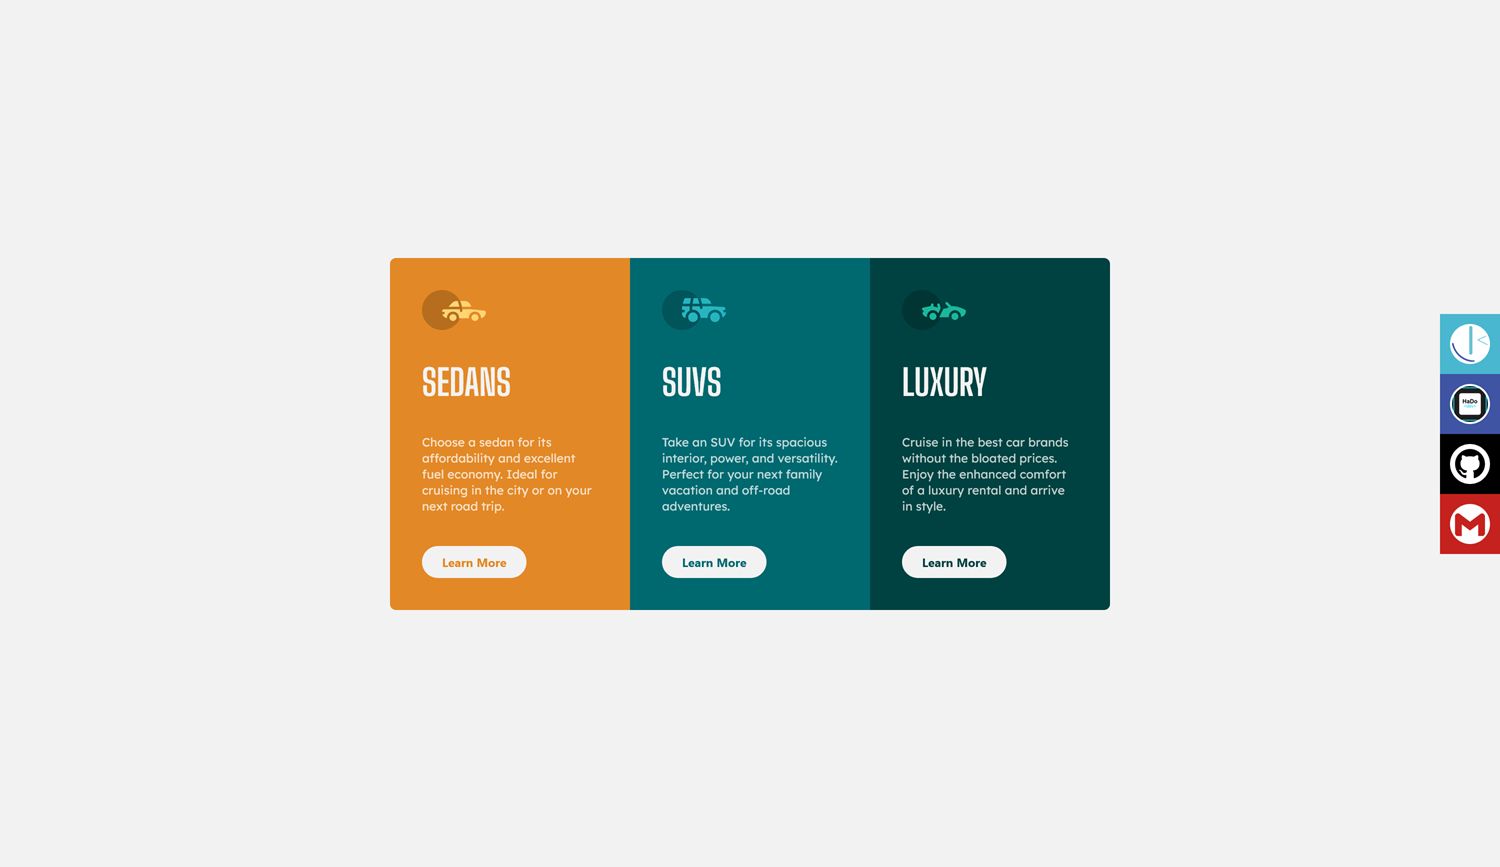 SEDANS
Choose a sedan for its
affordability and excellent
fuel economy. Ideal for
cruising in the city or on your
next road trip.
Learn More
SUVS
Take an SUV for its spacious
interior, power, and versatility.
Perfect for your next family
vacation and off-road
adventures.
Learn More
LUXURY
Cruise in the best car brands
without the bloated prices.
Enjoy the enhanced comfort
of a luxury rental and arrive
in style.
Learn More
HaDo